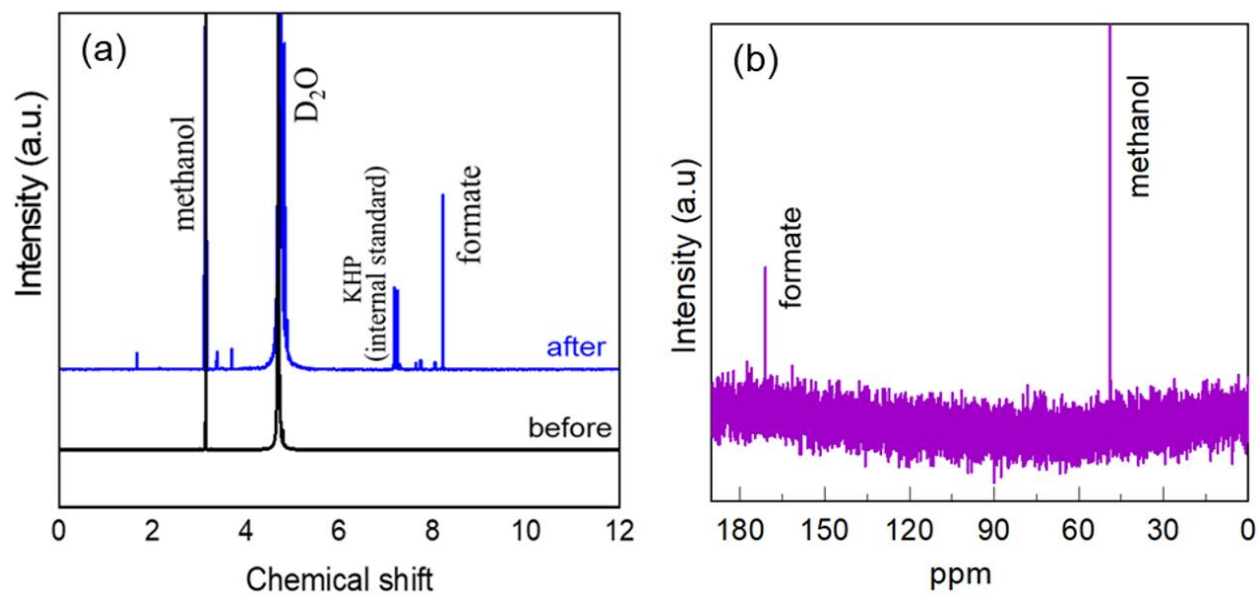 (a)
Intensity (a.u.)
methanol
D₂O
KHP
(internal standard)
formate
after
before
0 2 4 6 8 10 12
Chemical shift
(b)
Intensity (a.u)
formate
methanol
180 150 120 90 60 30 0
ppm